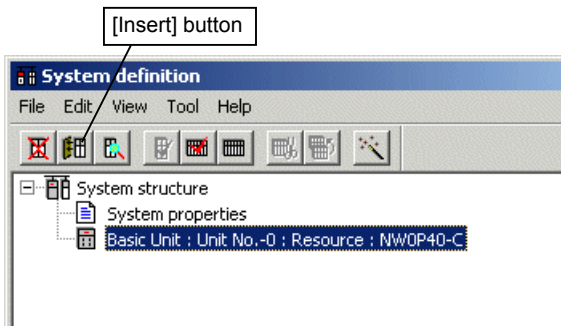 [Insert] button
System definition
File Edit View Tool Help
System structure
System properties
Basic Unit : Unit No.-0 : Resource : NW0P40-C